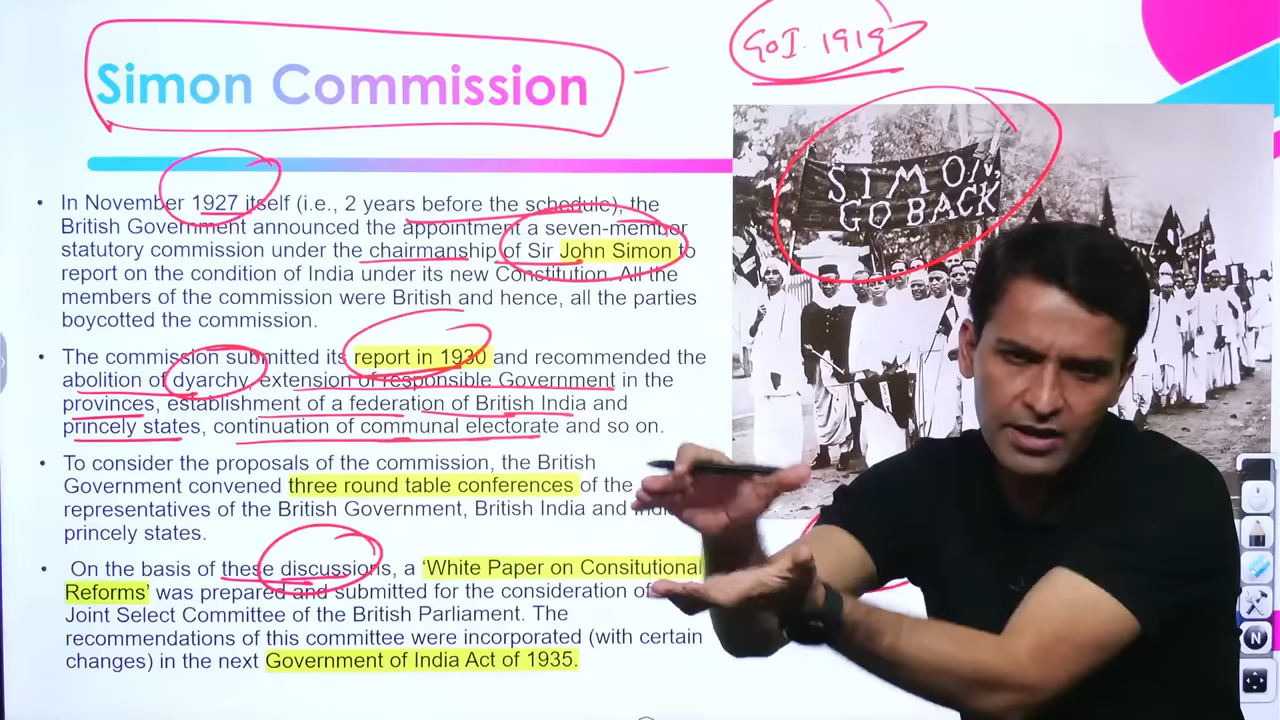 Simon Commission
GOI 1919
SIMON
GO BACK
• In November 1927 itself (i.e., 2 years before the schedule), the
British Government announced the appointment a seven-member
statutory commission under the chairmanship of Sir John Simon to
report on the condition of India under its new Constitution. All the
members of the commission were British and hence, all the parties
boycotted the commission.
• The commission submitted its report in 1930 and recommended the
abolition of dyarchy, extension of responsible Government in the
provinces, establishment of a federation of British India and
princely states, continuation of communal electorate and so on.
• To consider the proposals of the commission, the British
Government convened three round table conferences of the
representatives of the British Government, British India and
princely states.
• On the basis of these discussions, a ‘White Paper on Consitutional
Reforms’ was prepared and submitted for the consideration of
Joint Select Committee of the British Parliament. The
recommendations of this committee were incorporated (with certain
changes) in the next Government of India Act of 1935.
N